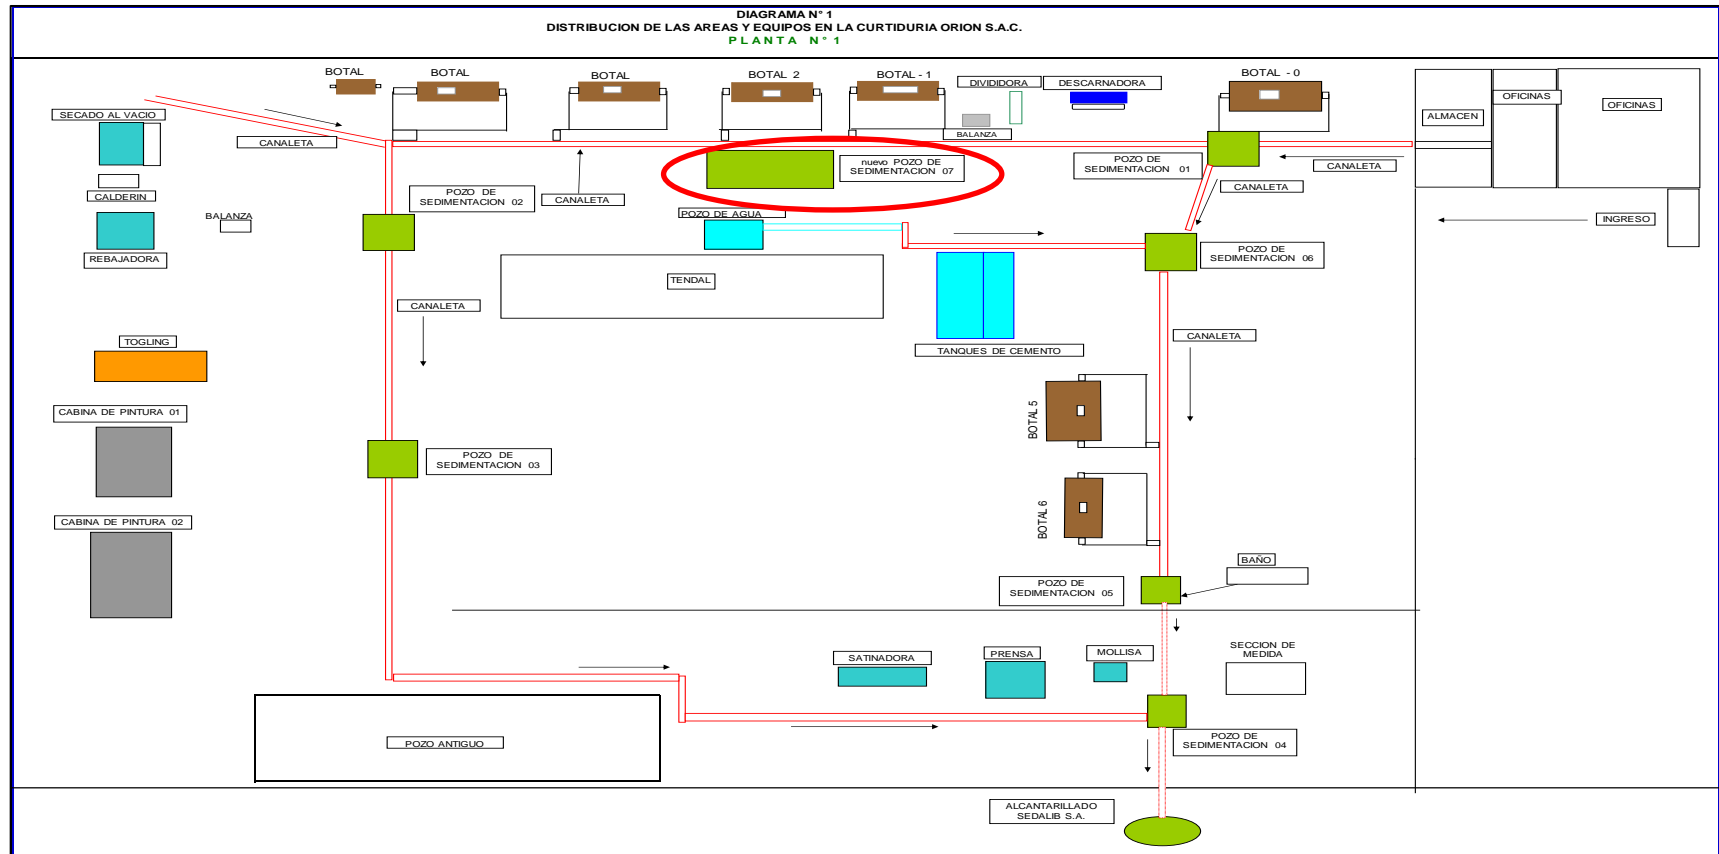 DIAGRAMA N° 1
DISTRIBUCION DE LAS AREAS Y EQUIPOS EN LA CURTIDURIA ORION S.A.C.
PLANTA N° 1
BOTAL
BOTAL
BOTAL
BOTAL 2
BOTAL - 1
DIVIDIDORA
DESCARNADORA
BOTAL - 0
OFICINAS
OFICINAS
ALMACEN
SECADO AL VACIO
CANALETA
BALANZA
nuevo POZO DE
SEDIMENTACION 07
POZO DE
SEDIMENTACION 01
CANALETA
CANALETA
CALDERIN
POZO DE
SEDIMENTACION 02
CANALETA
BALANZA
POZO DE AGUA
INGRESO
REBAJADORA
POZO DE
SEDIMENTACION 06
TENDAL
CANALETA
TOGLING
TANQUES DE CEMENTO
CANALETA
CABINA DE PINTURA 01
BOTAL 5
POZO DE
SEDIMENTACION 03
CABINA DE PINTURA 02
BOTAL 6
BAÑO
POZO DE
SEDIMENTACION 05
SATINADORA
PRENSA
MOLLISA
SECCION DE
MEDIDA
POZO ANTIGUO
POZO DE
SEDIMENTACION 04
ALCANTARILLADO
SEDALIB S.A.